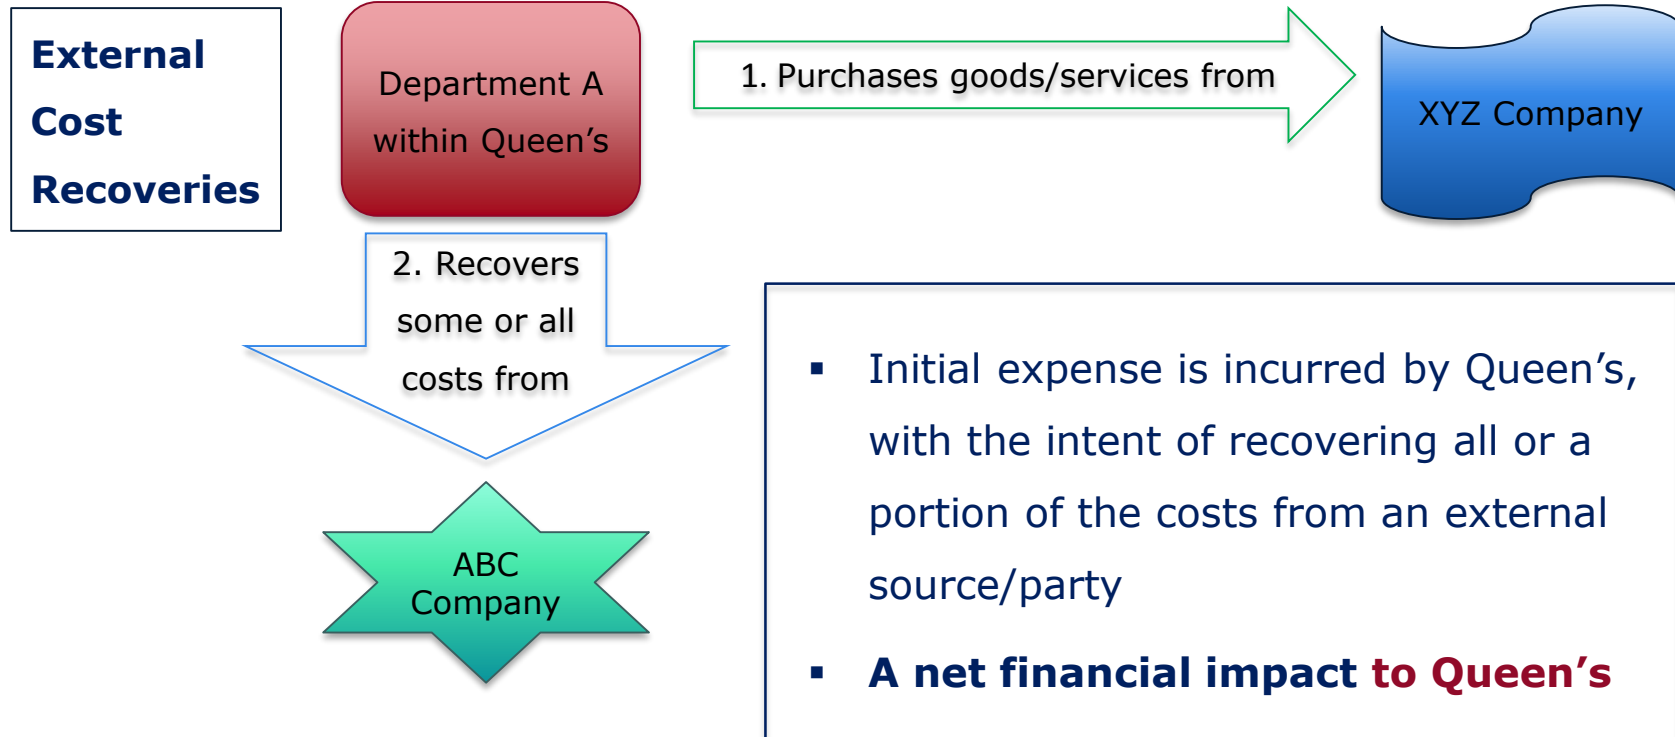 External
Cost
Recoveries
Department A
within Queen’s
1. Purchases goods/services from
XYZ Company
2. Recovers
some or all
costs from
ABC
Company
▪ Initial expense is incurred by Queen’s,
with the intent of recovering all or a
portion of the costs from an external
source/party
▪ A net financial impact to Queen’s